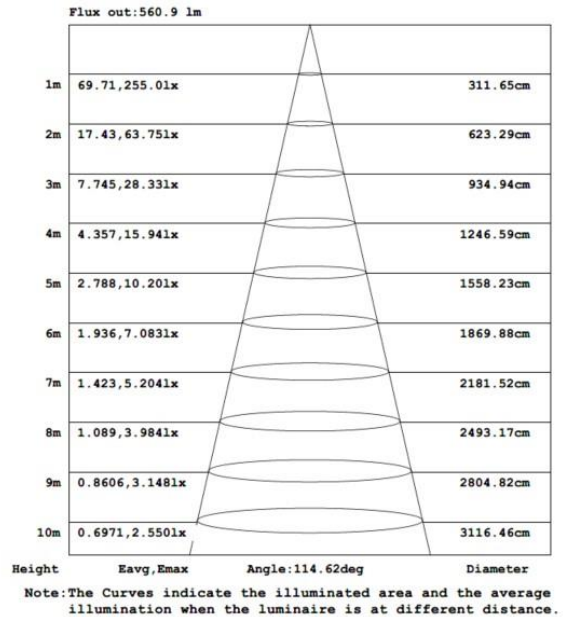 Flux out:560.9 lm
1m 69.71,255.0lx 311.65cm
2m 17.43,63.75lx 623.29cm
3m 7.745,28.33lx 934.94cm
4m 4.357,15.94lx 1246.59cm
5m 2.788,10.20lx 1558.23cm
6m 1.936,7.083lx 1869.88cm
7m 1.423,5.204lx 2181.52cm
8m 1.089,3.984lx 2493.17cm
9m 0.8606,3.148lx 2804.82cm
10m 0.6971,2.550lx 3116.46cm
Height Eavg,Emax Angle:114.62deg Diameter
Note:The Curves indicate the illuminated area and the average
illumination when the luminaire is at different distance.